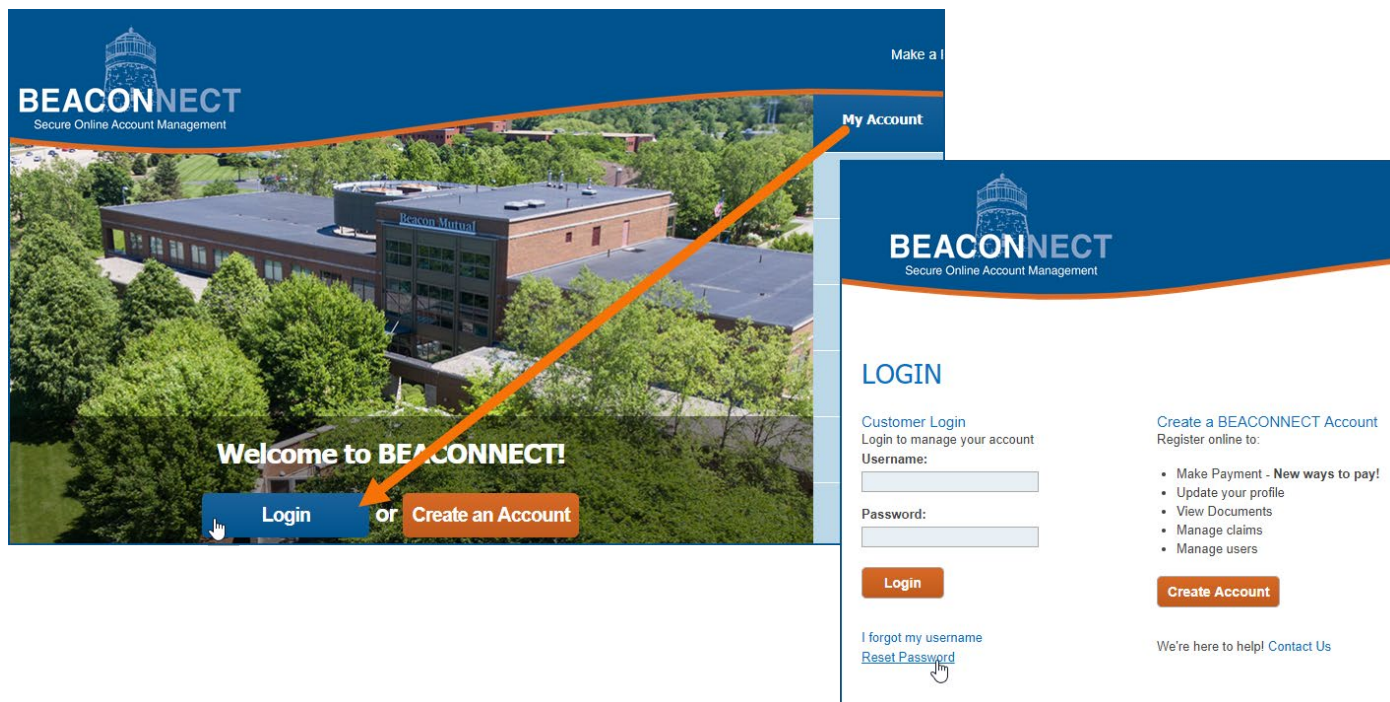 BEACONNECT
Secure Online Account Management
Make a
My Account
Beacon Mutual
Welcome to BEACONNECT!
Login or Create an Account
BEACONNECT
Secure Online Account Management
LOGIN
Customer Login
Login to manage your account
Username:
Password:
Login
I forgot my username
Reset Password
Create a BEACONNECT Account
Register online to:
• Make Payment - New ways to pay!
• Update your profile
• View Documents
• Manage claims
• Manage users
Create Account
We're here to help! Contact Us